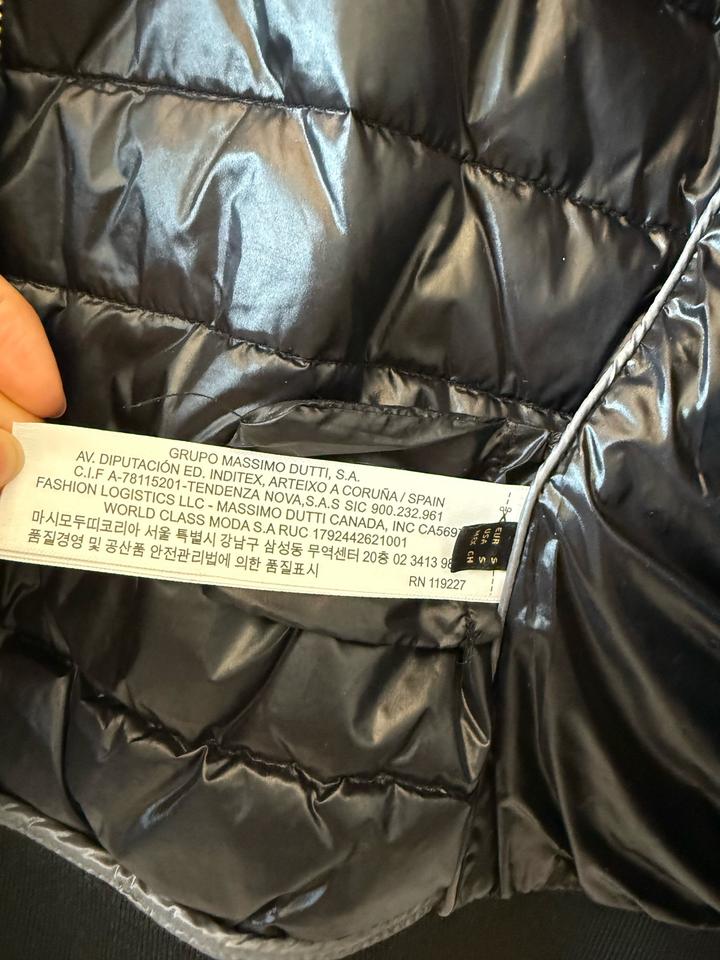 GRUPO MASSIMO DUTTI, S.A.
AV. DIPUTACIÓN ED. INDITEX, ARTEIXO A CORUÑA / SPAIN
C.I.F A-78115201-TENDENZA NOVA,S.A.S SIC 900.232.961
FASHION LOGISTICS LLC - MASSIMO DUTTI CANADA, INC
WORLD CLASS MODA S.A RUC 1792442621001
마시모두띠코리아 서울 특별시 강남구 삼성동 무역센터 20층 02 3413
품질경영 및 공산품 안전관리법에 의한 품질표시
RN 119227
EUR S
USA S
MEX CH